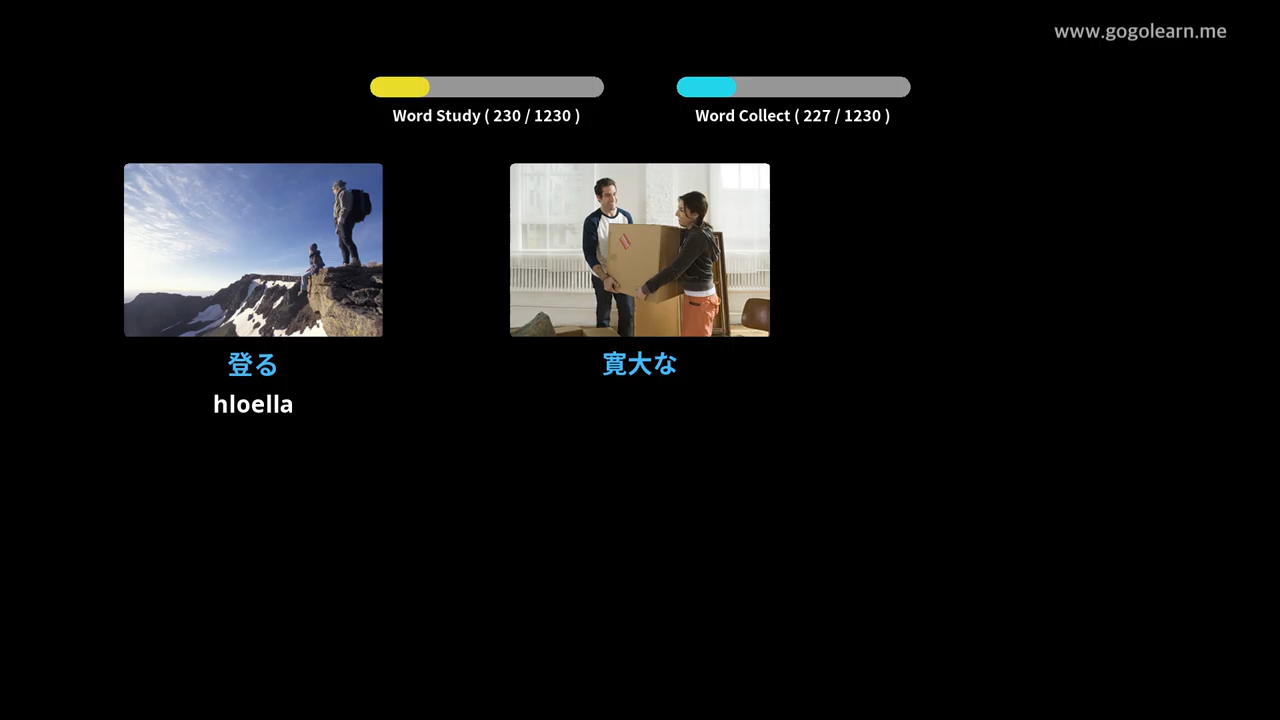 www.gogolearn.me
Word Study ( 230 / 1230 )
Word Collect ( 227 / 1230 )
登る
寛大な
hloella